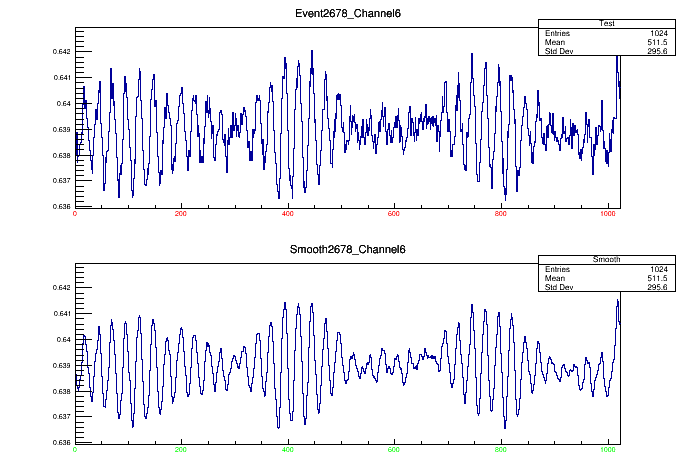 Event2678_Channel6
Test
Entries 1024
Mean 511.5
Std Dev 295.6
0.642
0.641
0.64
0.639
0.638
0.637
0.636
0 200 400 600 800 1000
Smooth2678_Channel6
Smooth
Entries 1024
Mean 511.5
Std Dev 295.6
0.642
0.641
0.64
0.639
0.638
0.637
0.636
0 200 400 600 800 1000